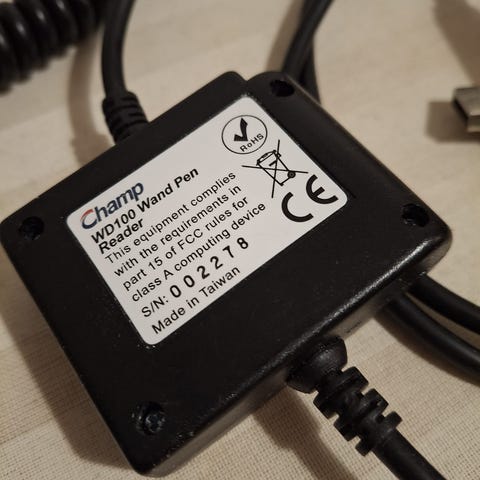 Champ
WD100 Wand Pen
Reader
This equipment complies
with the requirements in
part 15 of FCC rules for
class A computing device
S/N: 002278
Made in Taiwan
RoHS
CE